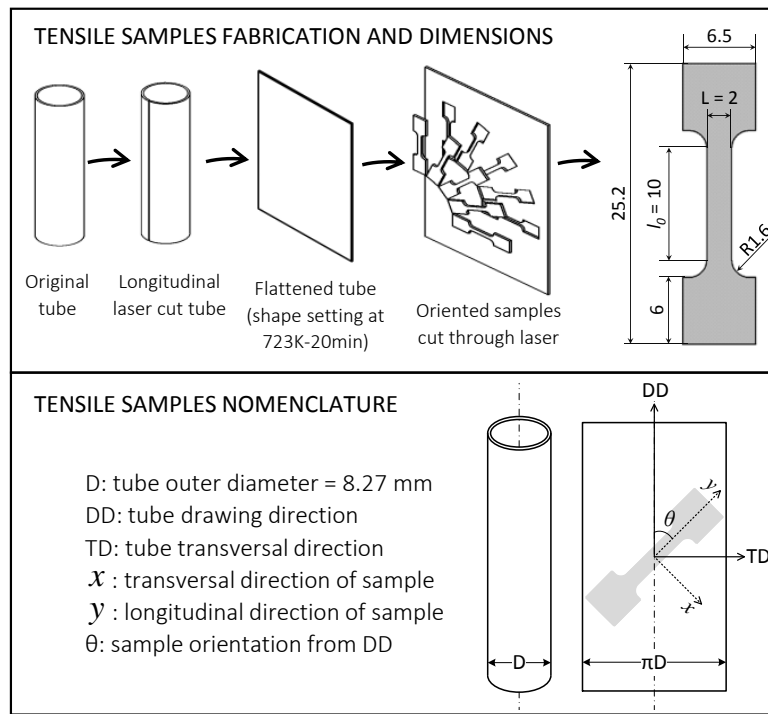 TENSILE SAMPLES FABRICATION AND DIMENSIONS
6.5
L = 2
25.2
l₀ = 10
R1.6
6
Original
tube
Longitudinal
laser cut tube
Flattened tube
(shape setting at
723K-20min)
Oriented samples
cut through laser
TENSILE SAMPLES NOMENCLATURE
D: tube outer diameter = 8.27 mm
DD: tube drawing direction
TD: tube transversal direction
x : transversal direction of sample
y : longitudinal direction of sample
θ: sample orientation from DD
D
DD
y
θ
TD
x
πD